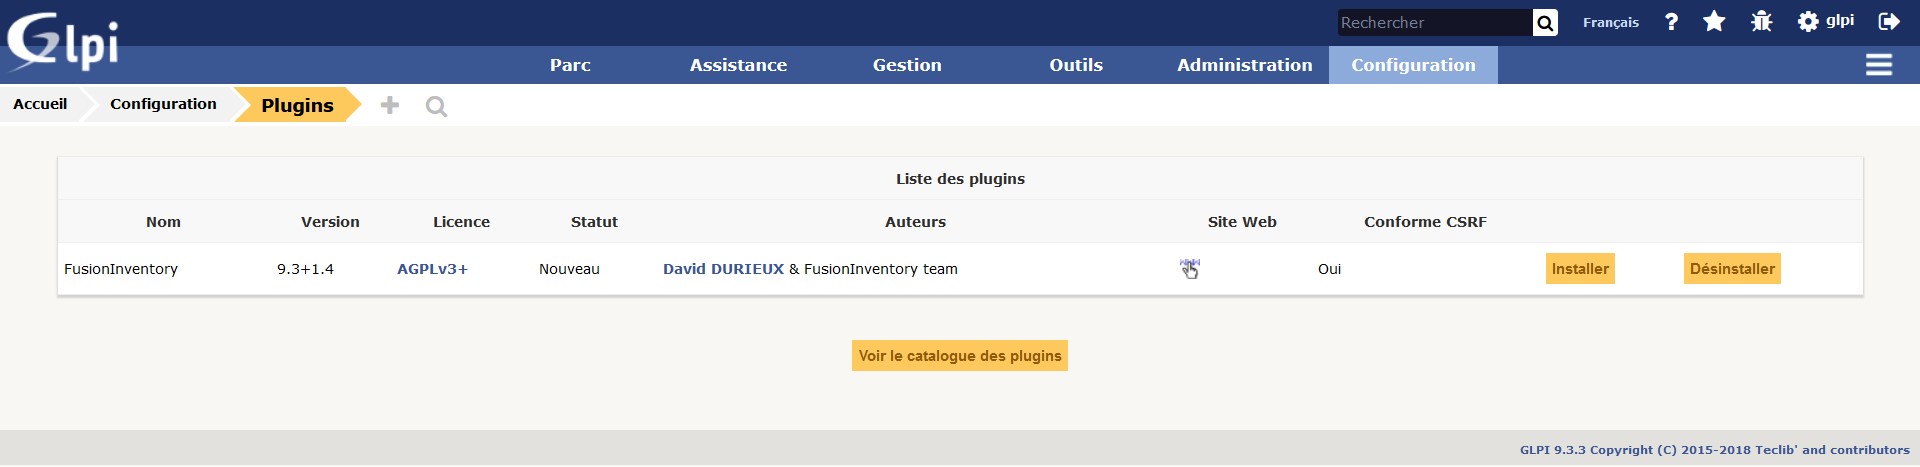 Glpi
Rechercher Français ? glpi
Parc Assistance Gestion Outils Administration Configuration
Accueil Configuration Plugins
Liste des plugins
Nom Version Licence Statut Auteurs Site Web Conforme CSRF
FusionInventory 9.3+1.4 AGPLv3+ Nouveau David DURIEUX & FusionInventory team Oui Installer Désinstaller
Voir le catalogue des plugins
GLPI 9.3.3 Copyright (C) 2015-2018 Teclib' and contributors